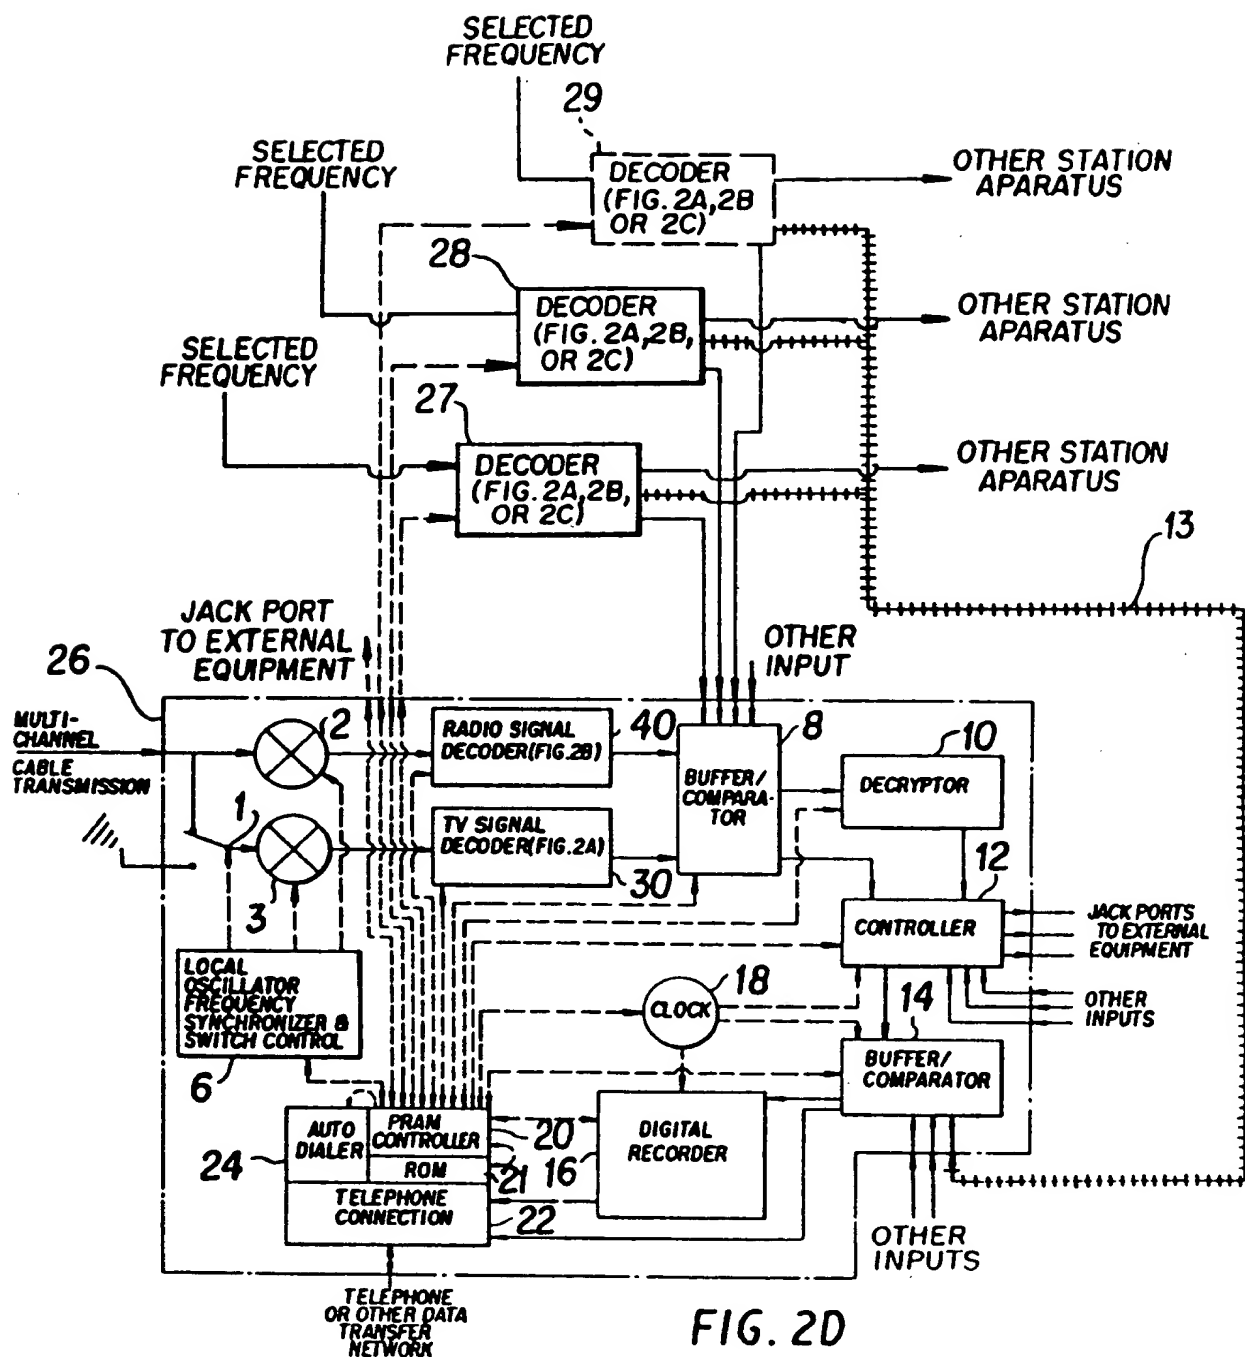 SELECTED
FREQUENCY
29
SELECTED
FREQUENCY
DECODER
(FIG. 2A,2B
OR 2C)
OTHER STATION
APARATUS
28
DECODER
(FIG. 2A,2B,
OR 2C)
OTHER STATION
APARATUS
SELECTED
FREQUENCY
27
DECODER
(FIG. 2A,2B,
OR 2C)
OTHER STATION
APARATUS
13
JACK PORT
TO EXTERNAL
EQUIPMENT
OTHER
INPUT
26
MULTI-
CHANNEL
CABLE
TRANSMISSION
2
RADIO SIGNAL
DECODER(FIG.2B)
40
8
BUFFER/
COMPARA-
TOR
10
DECRYPTOR
1
3
TV SIGNAL
DECODER(FIG.2A)
30
12
CONTROLLER
JACK PORTS
TO EXTERNAL
EQUIPMENT
OTHER
INPUTS
LOCAL
OSCILLATOR
FREQUENCY
SYNCHRONIZER &
SWITCH CONTROL
6
18
CLOCK
14
BUFFER/
COMPARATOR
AUTO
DIALER
24
PRAM
CONTROLLER
20
ROM
21
TELEPHONE
CONNECTION
22
16
DIGITAL
RECORDER
OTHER
INPUTS
TELEPHONE
OR OTHER DATA
TRANSFER
NETWORK
FIG. 2D